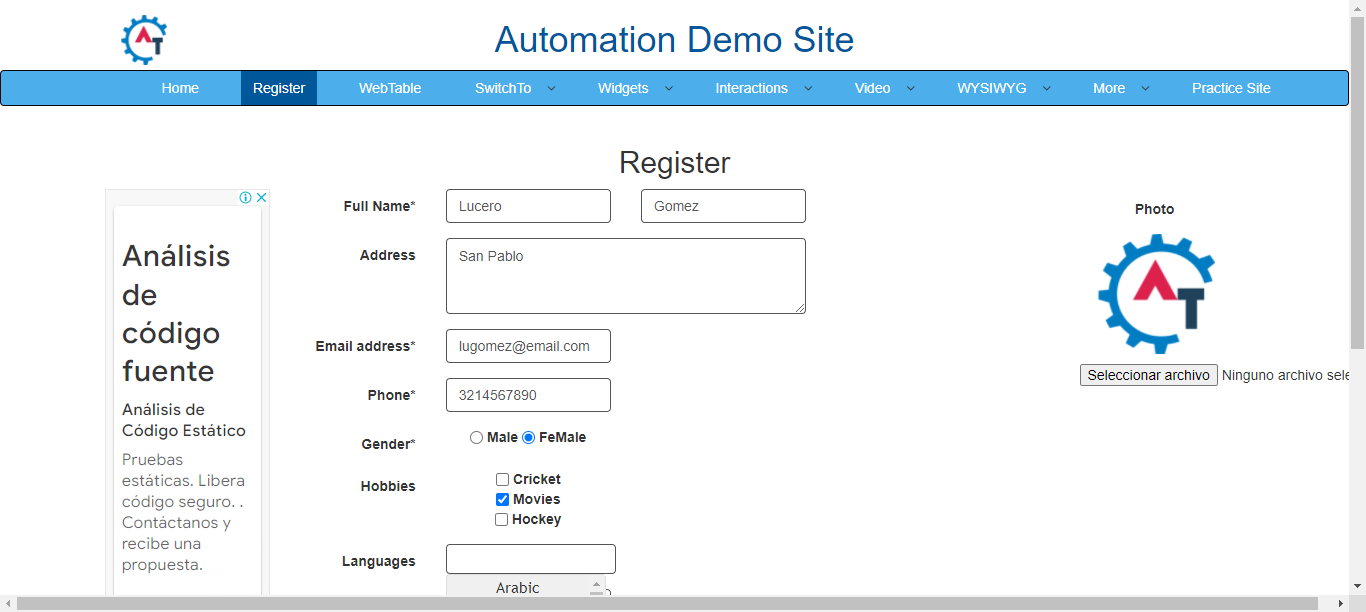 AT
Automation Demo Site
Home Register WebTable SwitchTo Widgets Interactions Video WYSIWYG More Practice Site
Register
Análisis
de
código
fuente
Análisis de
Código Estático
Pruebas
estáticas. Libera
código seguro. .
Contáctanos y
recibe una
propuesta.
Full Name* Lucero Gomez
Address San Pablo
Email address* lugomez@email.com
Phone* 3214567890
Gender* Male FeMale
Hobbies Cricket
Movies
Hockey
Languages
Arabic
Photo
AT
Seleccionar archivo Ninguno archivo sele